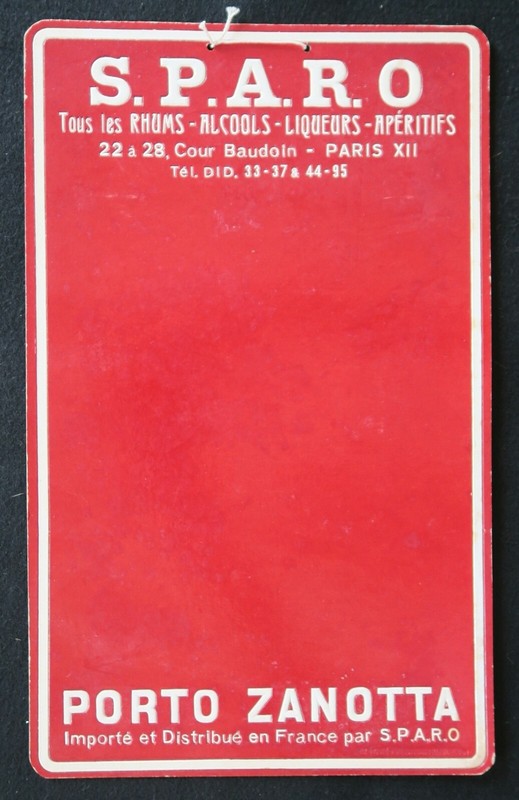 S.P.A.R.O
Tous les RHUMS - ALCOOLS - LIQUEURS - APÉRITIFS
22 à 28, Cour Baudoin - PARIS XII
Tél. DID. 33-37 & 44-95
PORTO ZANOTTA
Importé et Distribué en France par S.P.A.R.O